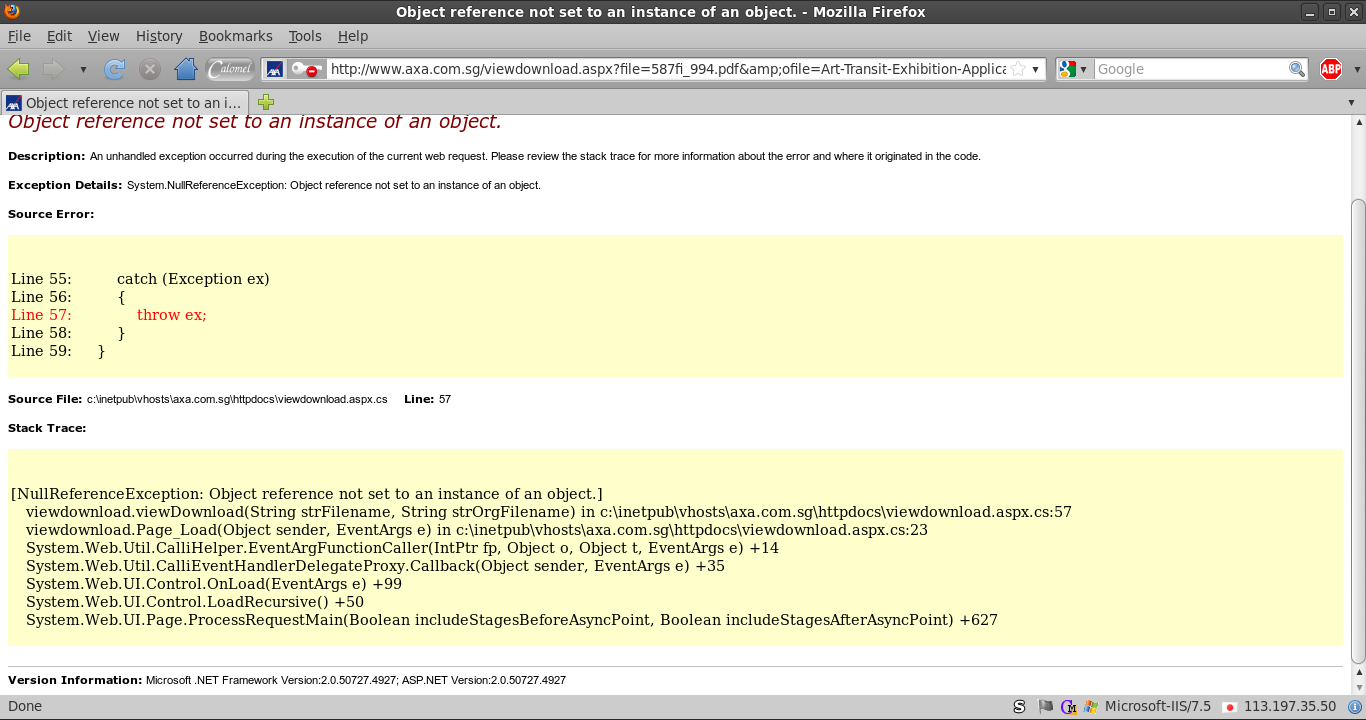 Object reference not set to an instance of an object. - Mozilla Firefox
File Edit View History Bookmarks Tools Help
Calomel http://www.axa.com.sg/viewdownload.aspx?file=587fi_994.pdf&amp;ofile=Art-Transit-Exhibition-Applica Google ABP
Object reference not set to an i...
Object reference not set to an instance of an object.
Description: An unhandled exception occurred during the execution of the current web request. Please review the stack trace for more information about the error and where it originated in the code.
Exception Details: System.NullReferenceException: Object reference not set to an instance of an object.
Source Error:
Line 55:         catch (Exception ex)
Line 56:         {
Line 57:             throw ex;
Line 58:         }
Line 59:     }
Source File: c:\inetpub\vhosts\axa.com.sg\httpdocs\viewdownload.aspx.cs    Line: 57
Stack Trace:
[NullReferenceException: Object reference not set to an instance of an object.]
   viewdownload.viewDownload(String strFilename, String strOrgFilename) in c:\inetpub\vhosts\axa.com.sg\httpdocs\viewdownload.aspx.cs:57
   viewdownload.Page_Load(Object sender, EventArgs e) in c:\inetpub\vhosts\axa.com.sg\httpdocs\viewdownload.aspx.cs:23
   System.Web.Util.CalliHelper.EventArgFunctionCaller(IntPtr fp, Object o, Object t, EventArgs e) +14
   System.Web.Util.CalliEventHandlerDelegateProxy.Callback(Object sender, EventArgs e) +35
   System.Web.UI.Control.OnLoad(EventArgs e) +99
   System.Web.UI.Control.LoadRecursive() +50
   System.Web.UI.Page.ProcessRequestMain(Boolean includeStagesBeforeAsyncPoint, Boolean includeStagesAfterAsyncPoint) +627
Version Information: Microsoft .NET Framework Version:2.0.50727.4927; ASP.NET Version:2.0.50727.4927
Done S Microsoft-IIS/7.5 113.197.35.50